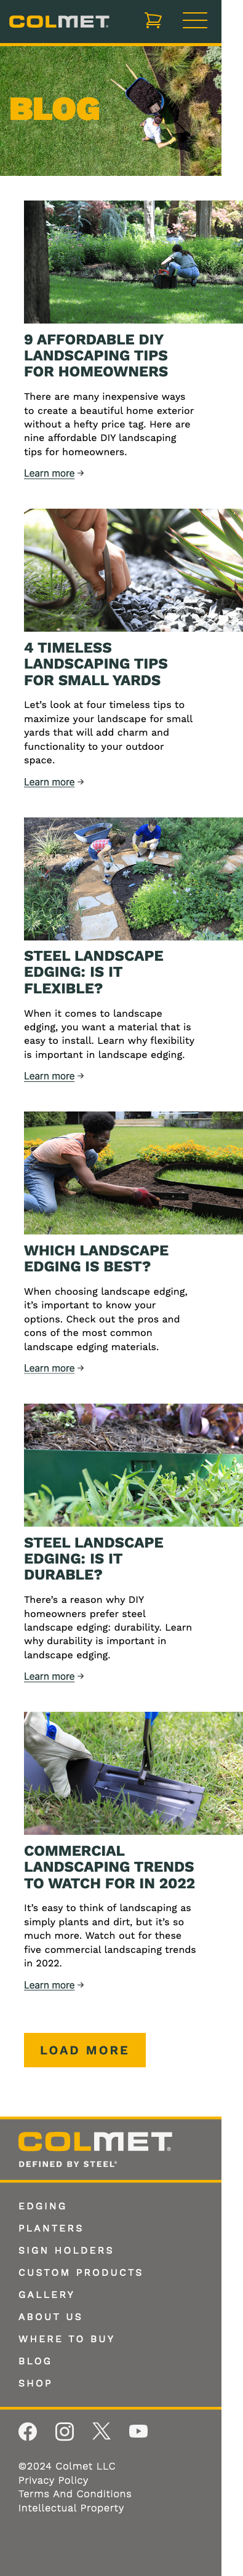 COLMET
BLOG
9 AFFORDABLE DIY
LANDSCAPING TIPS
FOR HOMEOWNERS
There are many inexpensive ways
to create a beautiful home exterior
without a hefty price tag. Here are
nine affordable DIY landscaping
tips for homeowners.
Learn more →
4 TIMELESS
LANDSCAPING TIPS
FOR SMALL YARDS
Let's look at four timeless tips to
maximize your landscape for small
yards that will add charm and
functionality to your outdoor
space.
Learn more →
STEEL LANDSCAPE
EDGING: IS IT
FLEXIBLE?
When it comes to landscape
edging, you want a material that is
easy to install. Learn why flexibility
is important in landscape edging.
Learn more →
WHICH LANDSCAPE
EDGING IS BEST?
When choosing landscape edging,
it's important to know your
options. Check out the pros and
cons of the most common
landscape edging materials.
Learn more →
STEEL LANDSCAPE
EDGING: IS IT
DURABLE?
There's a reason why DIY
homeowners prefer steel
landscape edging: durability. Learn
why durability is important in
landscape edging.
Learn more →
COMMERCIAL
LANDSCAPING TRENDS
TO WATCH FOR IN 2022
It's easy to think of landscaping as
simply plants and dirt, but it's so
much more. Watch out for these
five commercial landscaping trends
in 2022.
Learn more →
LOAD MORE
COLMET®
DEFINED BY STEEL®
EDGING
PLANTERS
SIGN HOLDERS
CUSTOM PRODUCTS
GALLERY
ABOUT US
WHERE TO BUY
BLOG
SHOP
©2024 Colmet LLC
Privacy Policy
Terms And Conditions
Intellectual Property